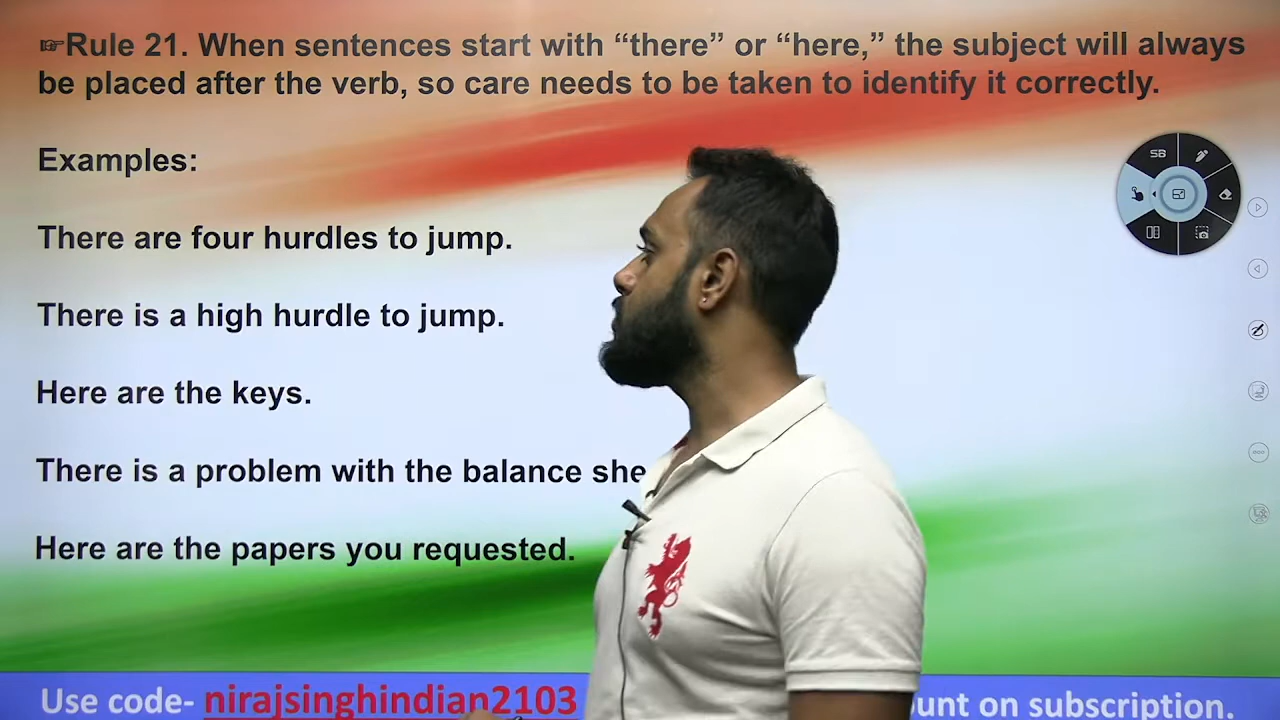 ☞Rule 21. When sentences start with “there” or “here,” the subject will always
be placed after the verb, so care needs to be taken to identify it correctly.
Examples:
There are four hurdles to jump.
There is a high hurdle to jump.
SB
Here are the keys.
There is a problem with the balance she
Here are the papers you requested.
Use code- nirajsinghindian2103 ount on subscription.